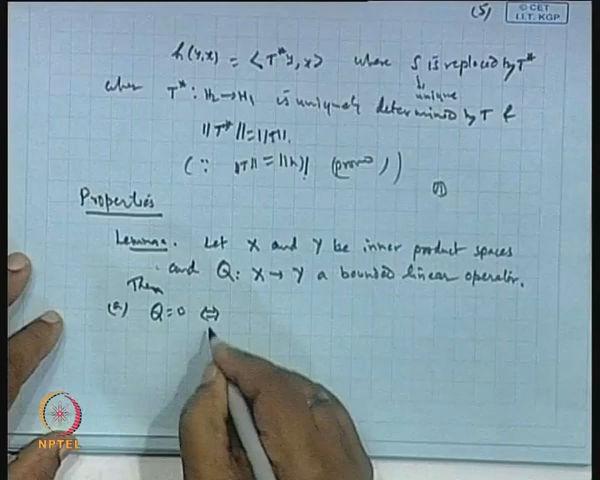 (5)
© CET
I.I.T. KGP
h(y,x) = <T*y, x> where S is replaced by T*
unique
where T* : H₂→H₁ is uniquely determined by T &
||T*|| = ||T||.
(∵ ||T|| = ||h|| (proved))
Properties
Lemma. Let X and Y be inner product spaces
and Q: X→Y a bounded linear operator.
Then
(a) Q=0 ⇔
NPTEL